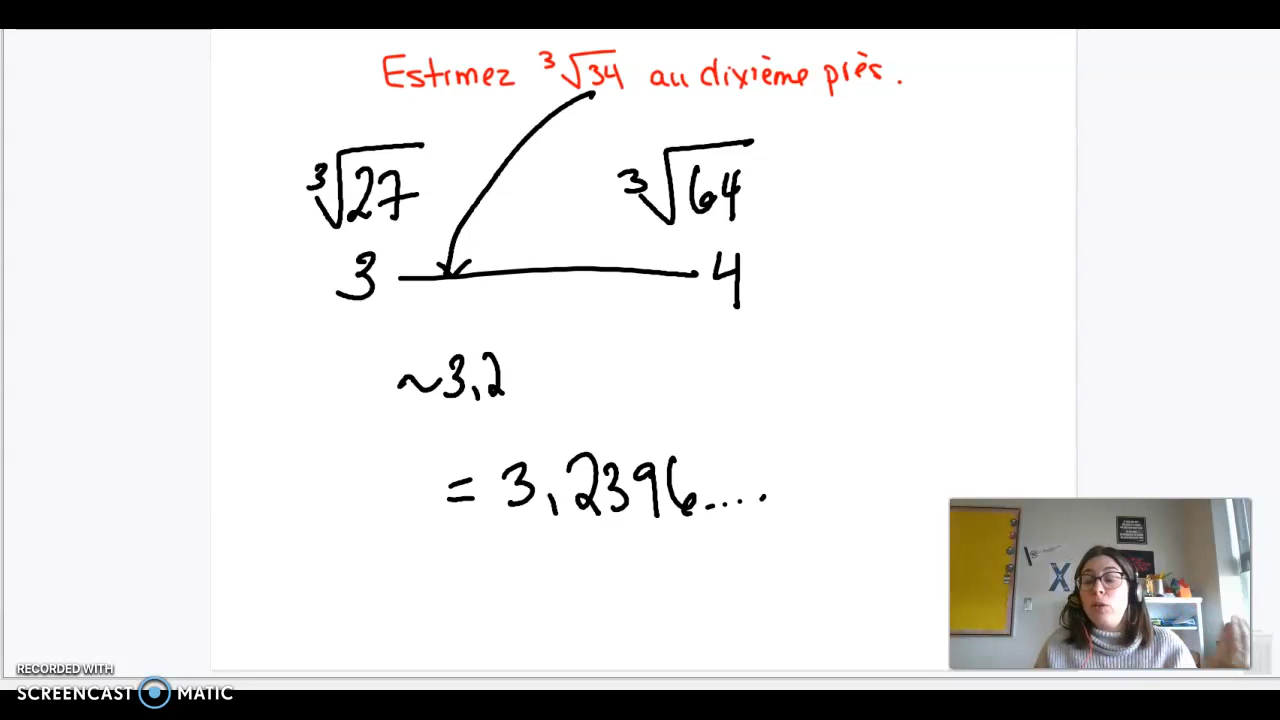 Estimez ³√34 au dixième près.
³√27 ³√64
3 4
~3,2
= 3,2396....
RECORDED WITH
SCREENCAST MATIC